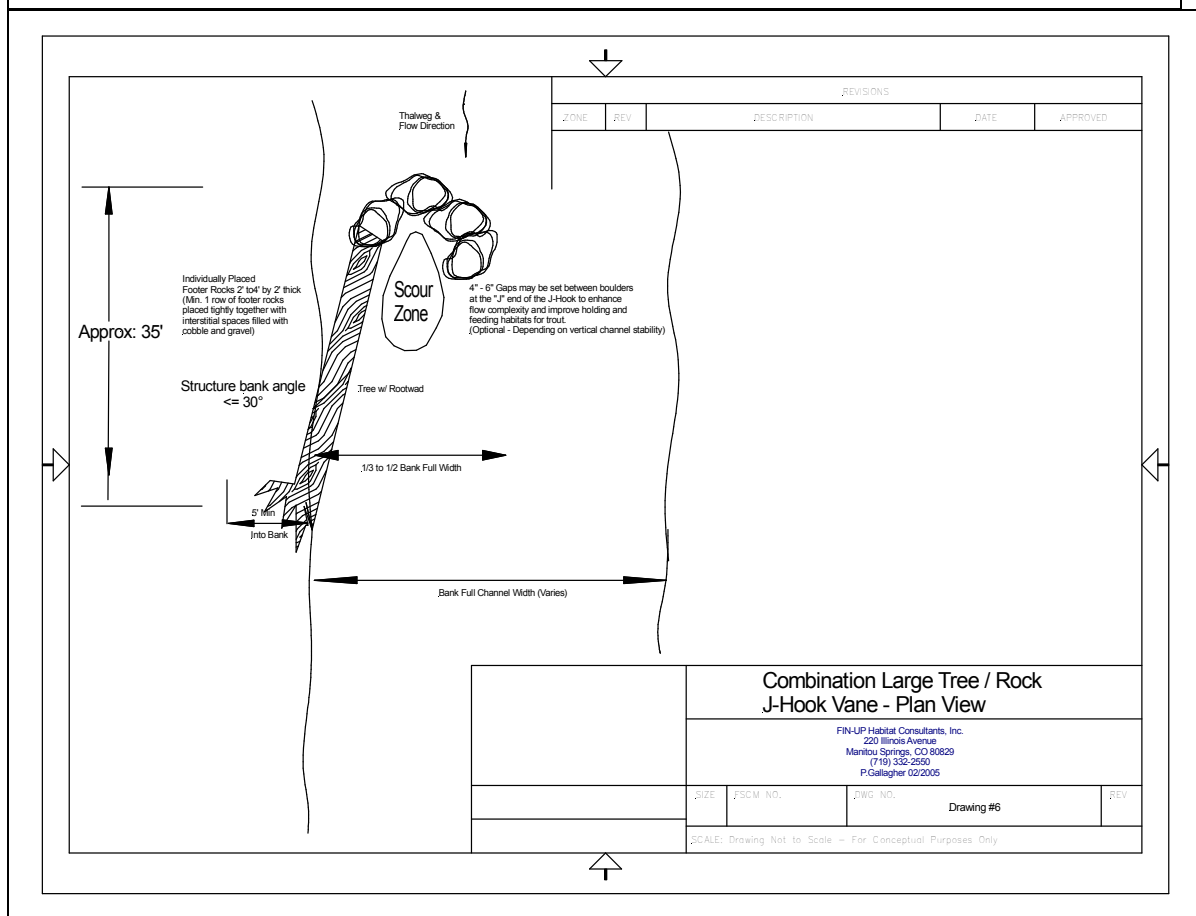 REVISIONS
ZONE REV DESCRIPTION DATE APPROVED
Thalweg &
Flow Direction
Individually Placed
Footer Rocks 2' to4' by 2' thick
(Min. 1 row of footer rocks
placed tightly together with
interstitial spaces filled with
cobble and gravel)
Scour
Zone
4" - 6" Gaps may be set between boulders
at the "J" end of the J-Hook to enhance
flow complexity and improve holding and
feeding habitats for trout.
(Optional - Depending on vertical channel stability)
Approx: 35'
Structure bank angle
<= 30°
Tree w/ Rootwad
1/3 to 1/2 Bank Full Width
5' Min
Into Bank
Bank Full Channel Width (Varies)
Combination Large Tree / Rock
J-Hook Vane - Plan View
FIN-UP Habitat Consultants, Inc.
220 Illinois Avenue
Manitou Springs, CO 80829
(719) 332-2550
P.Gallagher 02/2005
SIZE FSCM NO. DWG NO. REV
Drawing #6
SCALE: Drawing Not to Scale - For Conceptual Purposes Only